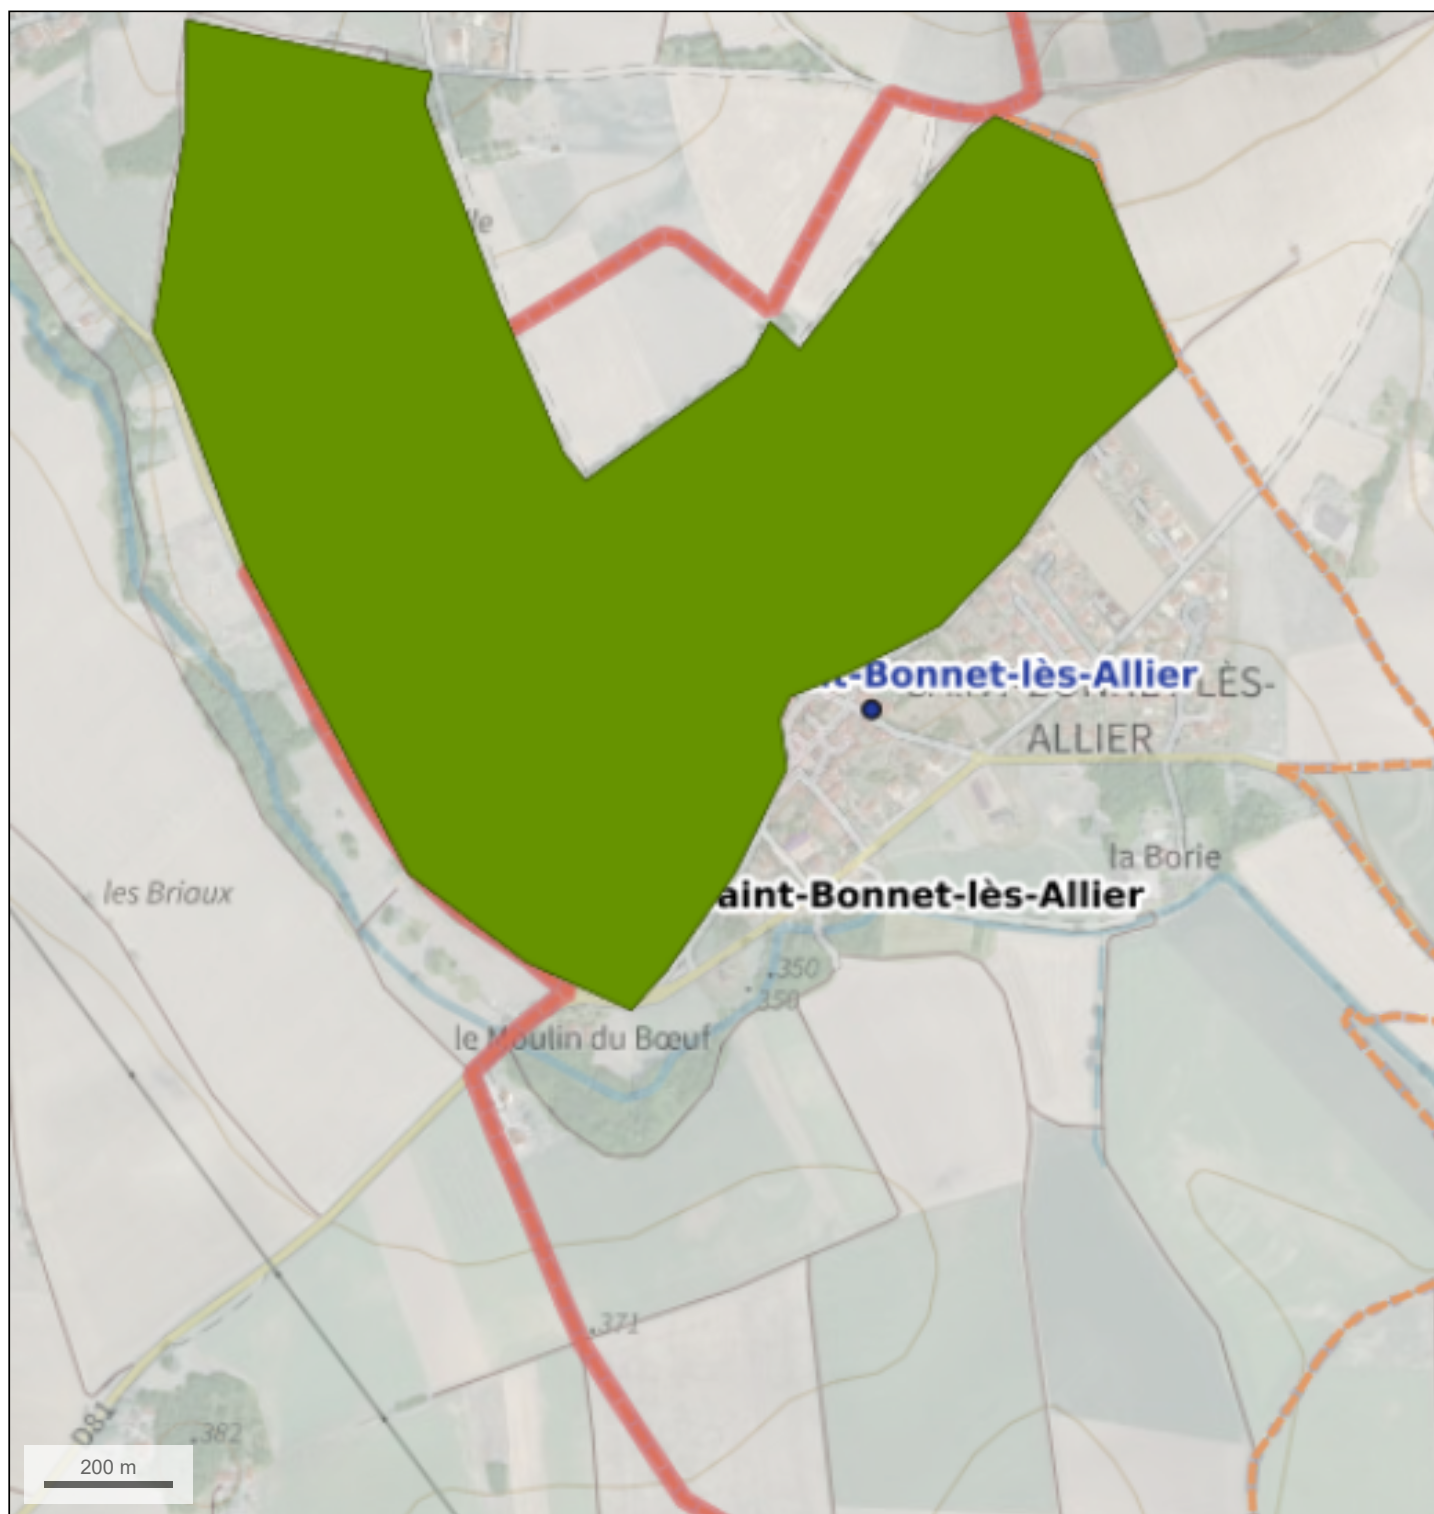 lle
t-Bonnet-lès-Allier
LÈS-
ALLIER
la Borie
les Briaux
aint-Bonnet-lès-Allier
350
350
le Moulin du Bœuf
371
D81
382
200 m